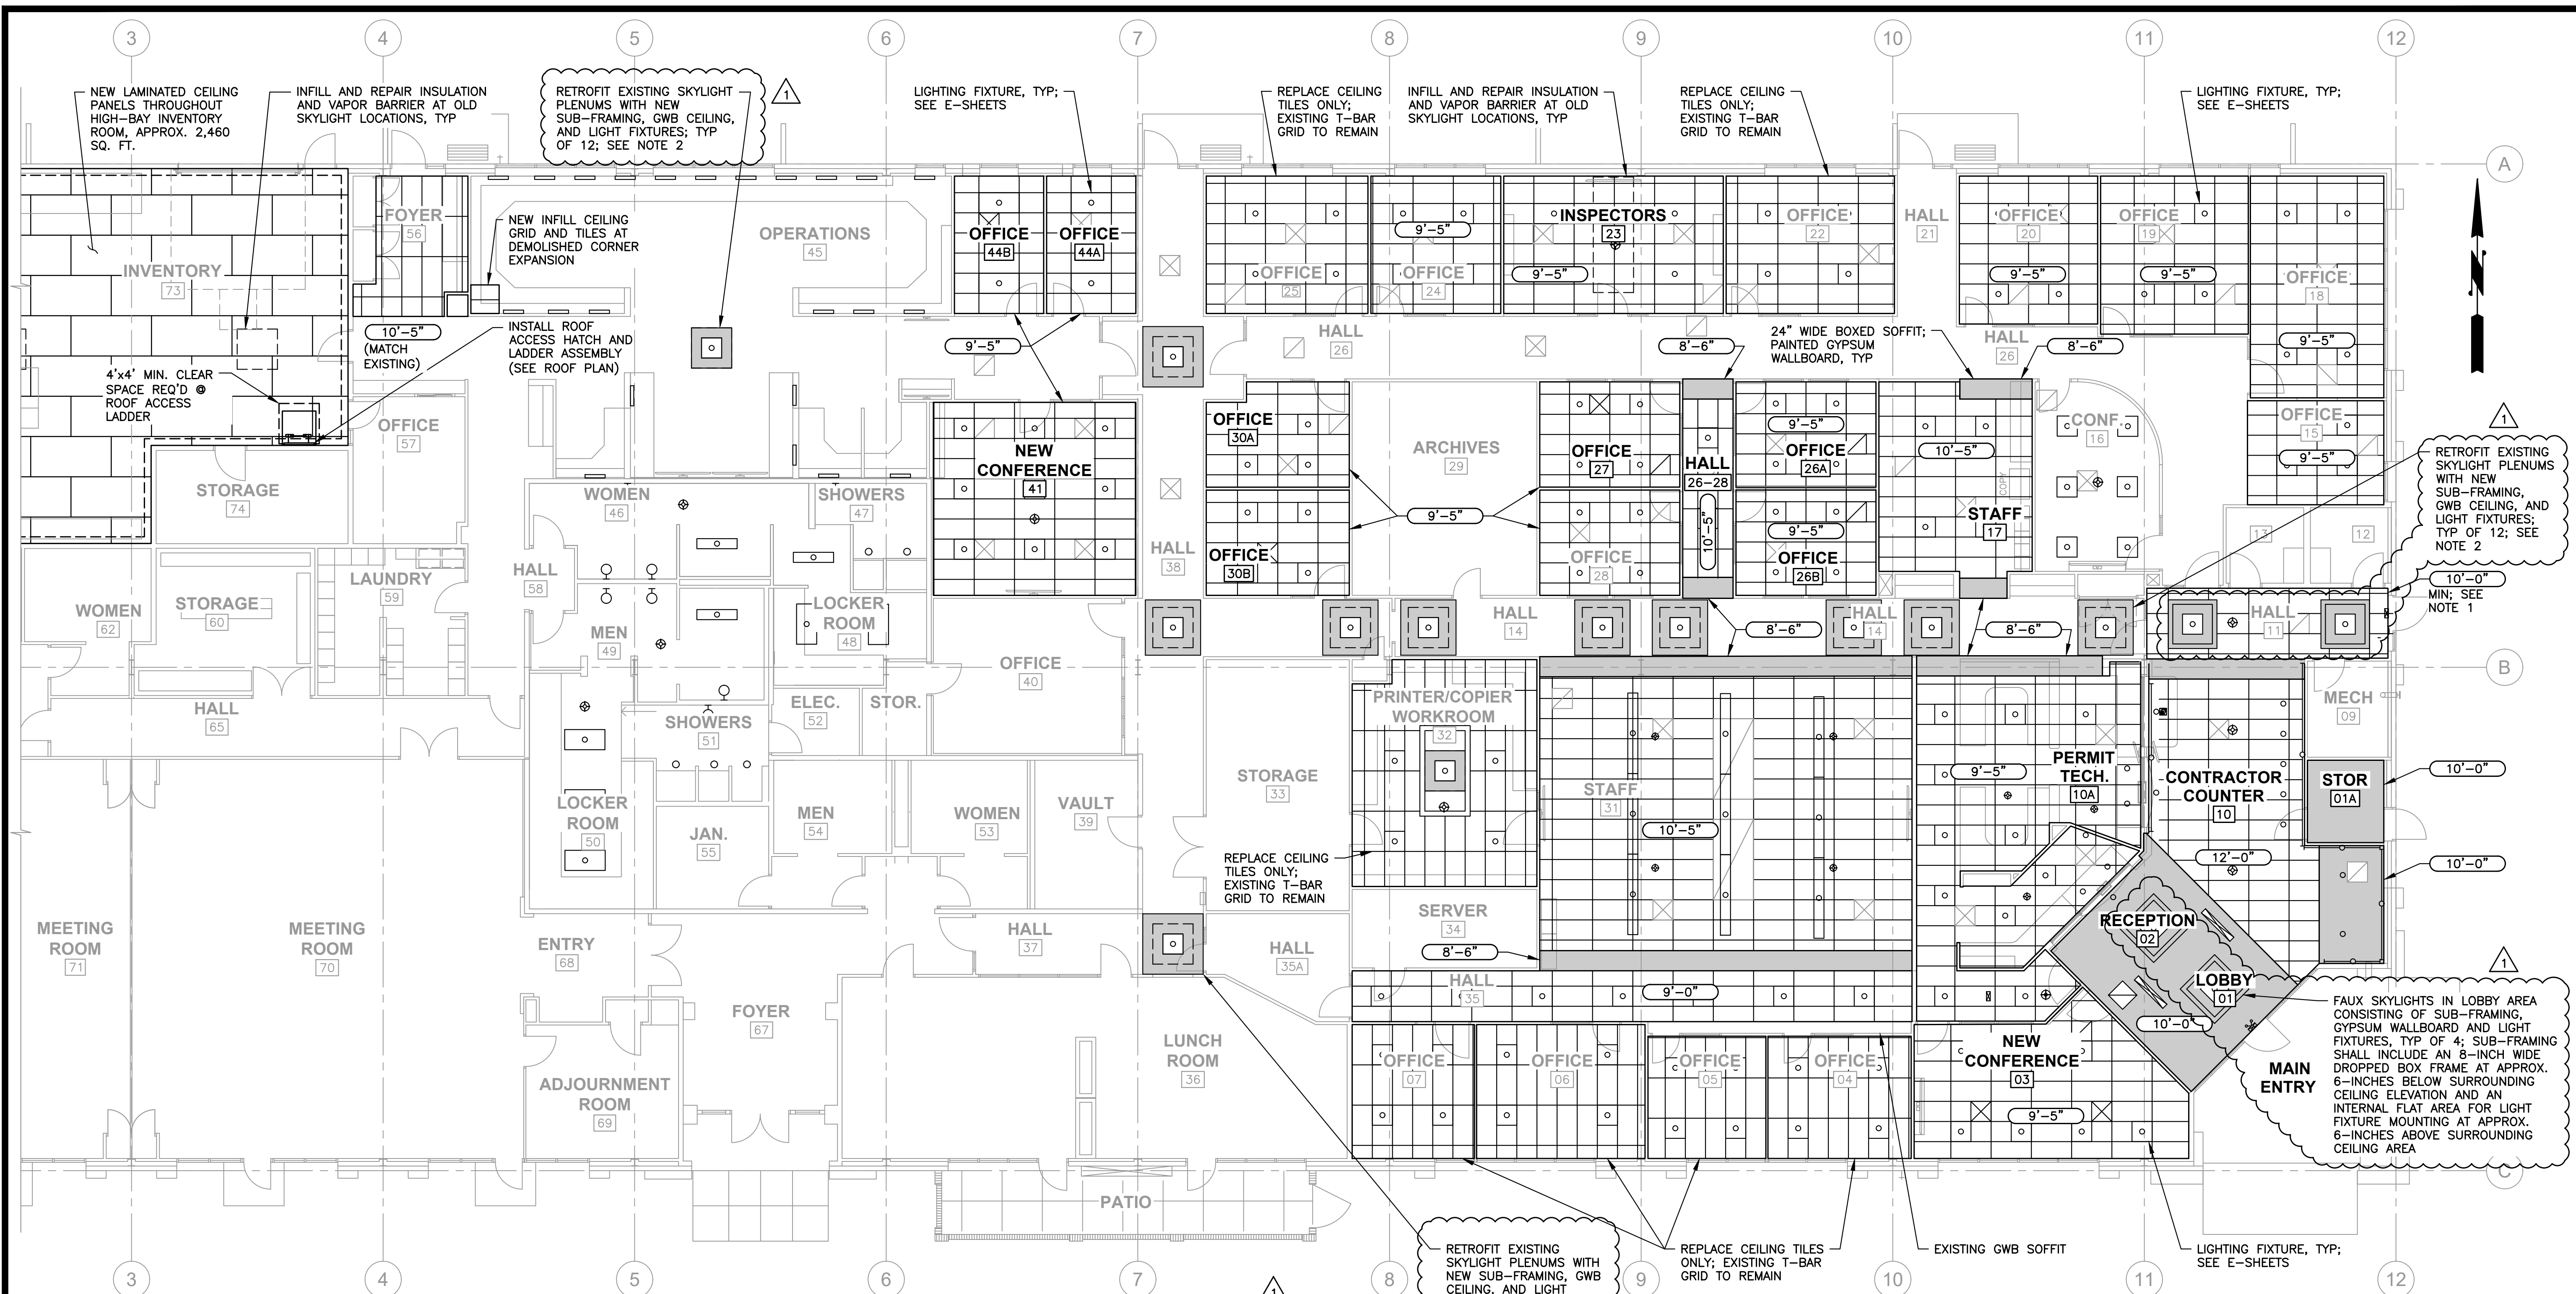 3
4
5
6
7
8
9
10
11
12
NEW LAMINATED CEILING
PANELS THROUGHOUT
HIGH-BAY INVENTORY
ROOM, APPROX. 2,460
SQ. FT.
INFILL AND REPAIR INSULATION
AND VAPOR BARRIER AT OLD
SKYLIGHT LOCATIONS, TYP
RETROFIT EXISTING SKYLIGHT
PLENUMS WITH NEW
SUB-FRAMING, GWB CEILING,
AND LIGHT FIXTURES; TYP
OF 12; SEE NOTE 2
1
LIGHTING FIXTURE, TYP;
SEE E-SHEETS
REPLACE CEILING
TILES ONLY;
EXISTING T-BAR
GRID TO REMAIN
INFILL AND REPAIR INSULATION
AND VAPOR BARRIER AT OLD
SKYLIGHT LOCATIONS, TYP
REPLACE CEILING
TILES ONLY;
EXISTING T-BAR
GRID TO REMAIN
LIGHTING FIXTURE, TYP;
SEE E-SHEETS
A
N
INVENTORY
73
FOYER
56
10'-5"
(MATCH
EXISTING)
NEW INFILL CEILING
GRID AND TILES AT
DEMOLISHED CORNER
EXPANSION
OPERATIONS
45
OFFICE
44B
OFFICE
44A
9'-5"
OFFICE
25
9'-5"
OFFICE
24
INSPECTORS
23
9'-5"
OFFICE
22
HALL
21
OFFICE
20
9'-5"
OFFICE
19
9'-5"
OFFICE
18
9'-5"
INSTALL ROOF
ACCESS HATCH AND
LADDER ASSEMBLY
(SEE ROOF PLAN)
4'x4' MIN. CLEAR
SPACE REQ'D @
ROOF ACCESS
LADDER
HALL
26
8'-6"
24" WIDE BOXED SOFFIT;
PAINTED GYPSUM
WALLBOARD, TYP
HALL
26
8'-6"
OFFICE
57
STORAGE
74
NEW
CONFERENCE
41
OFFICE
30A
OFFICE
30B
ARCHIVES
29
9'-5"
OFFICE
27
OFFICE
28
HALL
26-28
10'-5"
9'-5"
OFFICE
26A
9'-5"
OFFICE
26B
10'-5"
STAFF
17
COPY
CONF.
16
OFFICE
15
9'-5"
13
12
1
RETROFIT EXISTING
SKYLIGHT PLENUMS
WITH NEW
SUB-FRAMING,
GWB CEILING, AND
LIGHT FIXTURES;
TYP OF 12; SEE
NOTE 2
10'-0"
MIN; SEE
NOTE 1
WOMEN
46
SHOWERS
47
HALL
58
LAUNDRY
59
WOMEN
62
STORAGE
60
MEN
49
LOCKER
ROOM
48
HALL
38
HALL
14
8'-6"
HALL
14
8'-6"
HALL
11
OFFICE
40
B
HALL
65
SHOWERS
51
ELEC.
52
STOR.
PRINTER/COPIER
WORKROOM
32
STAFF
31
10'-5"
MECH
09
9'-5"
PERMIT
TECH.
10A
CONTRACTOR
COUNTER
10
12'-0"
STOR
01A
10'-0"
10'-0"
STORAGE
33
LOCKER
ROOM
50
JAN.
55
MEN
54
WOMEN
53
VAULT
39
REPLACE CEILING
TILES ONLY;
EXISTING T-BAR
GRID TO REMAIN
SERVER
34
8'-6"
MEETING
ROOM
71
MEETING
ROOM
70
ENTRY
68
HALL
37
HALL
35A
HALL
35
9'-0"
RECEPTION
02
LOBBY
01
10'-0"
MAIN
ENTRY
1
FAUX SKYLIGHTS IN LOBBY AREA
CONSISTING OF SUB-FRAMING,
GYPSUM WALLBOARD AND LIGHT
FIXTURES, TYP OF 4; SUB-FRAMING
SHALL INCLUDE AN 8-INCH WIDE
DROPPED BOX FRAME AT APPROX.
6-INCHES BELOW SURROUNDING
CEILING ELEVATION AND AN
INTERNAL FLAT AREA FOR LIGHT
FIXTURE MOUNTING AT APPROX.
6-INCHES ABOVE SURROUNDING
CEILING AREA
FOYER
67
ADJOURNMENT
ROOM
69
LUNCH
ROOM
36
OFFICE
07
OFFICE
06
OFFICE
05
OFFICE
04
NEW
CONFERENCE
03
9'-5"
C
PATIO
RETROFIT EXISTING
SKYLIGHT PLENUMS WITH
NEW SUB-FRAMING, GWB
CEILING, AND LIGHT
1
REPLACE CEILING TILES
ONLY; EXISTING T-BAR
GRID TO REMAIN
EXISTING GWB SOFFIT
LIGHTING FIXTURE, TYP;
SEE E-SHEETS
3
4
5
6
7
8
9
10
11
12